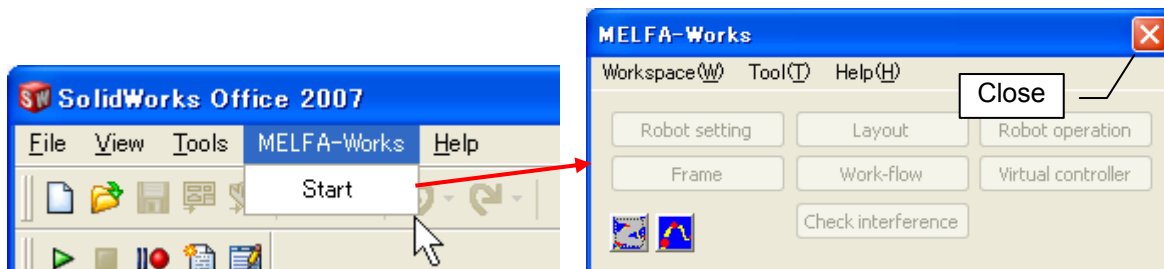 SolidWorks Office 2007
File View Tools MELFA-Works Help
Start
MELFA-Works
Workspace(W) Tool(T) Help(H)
Close
Robot setting Layout Robot operation
Frame Work-flow Virtual controller
Check interference